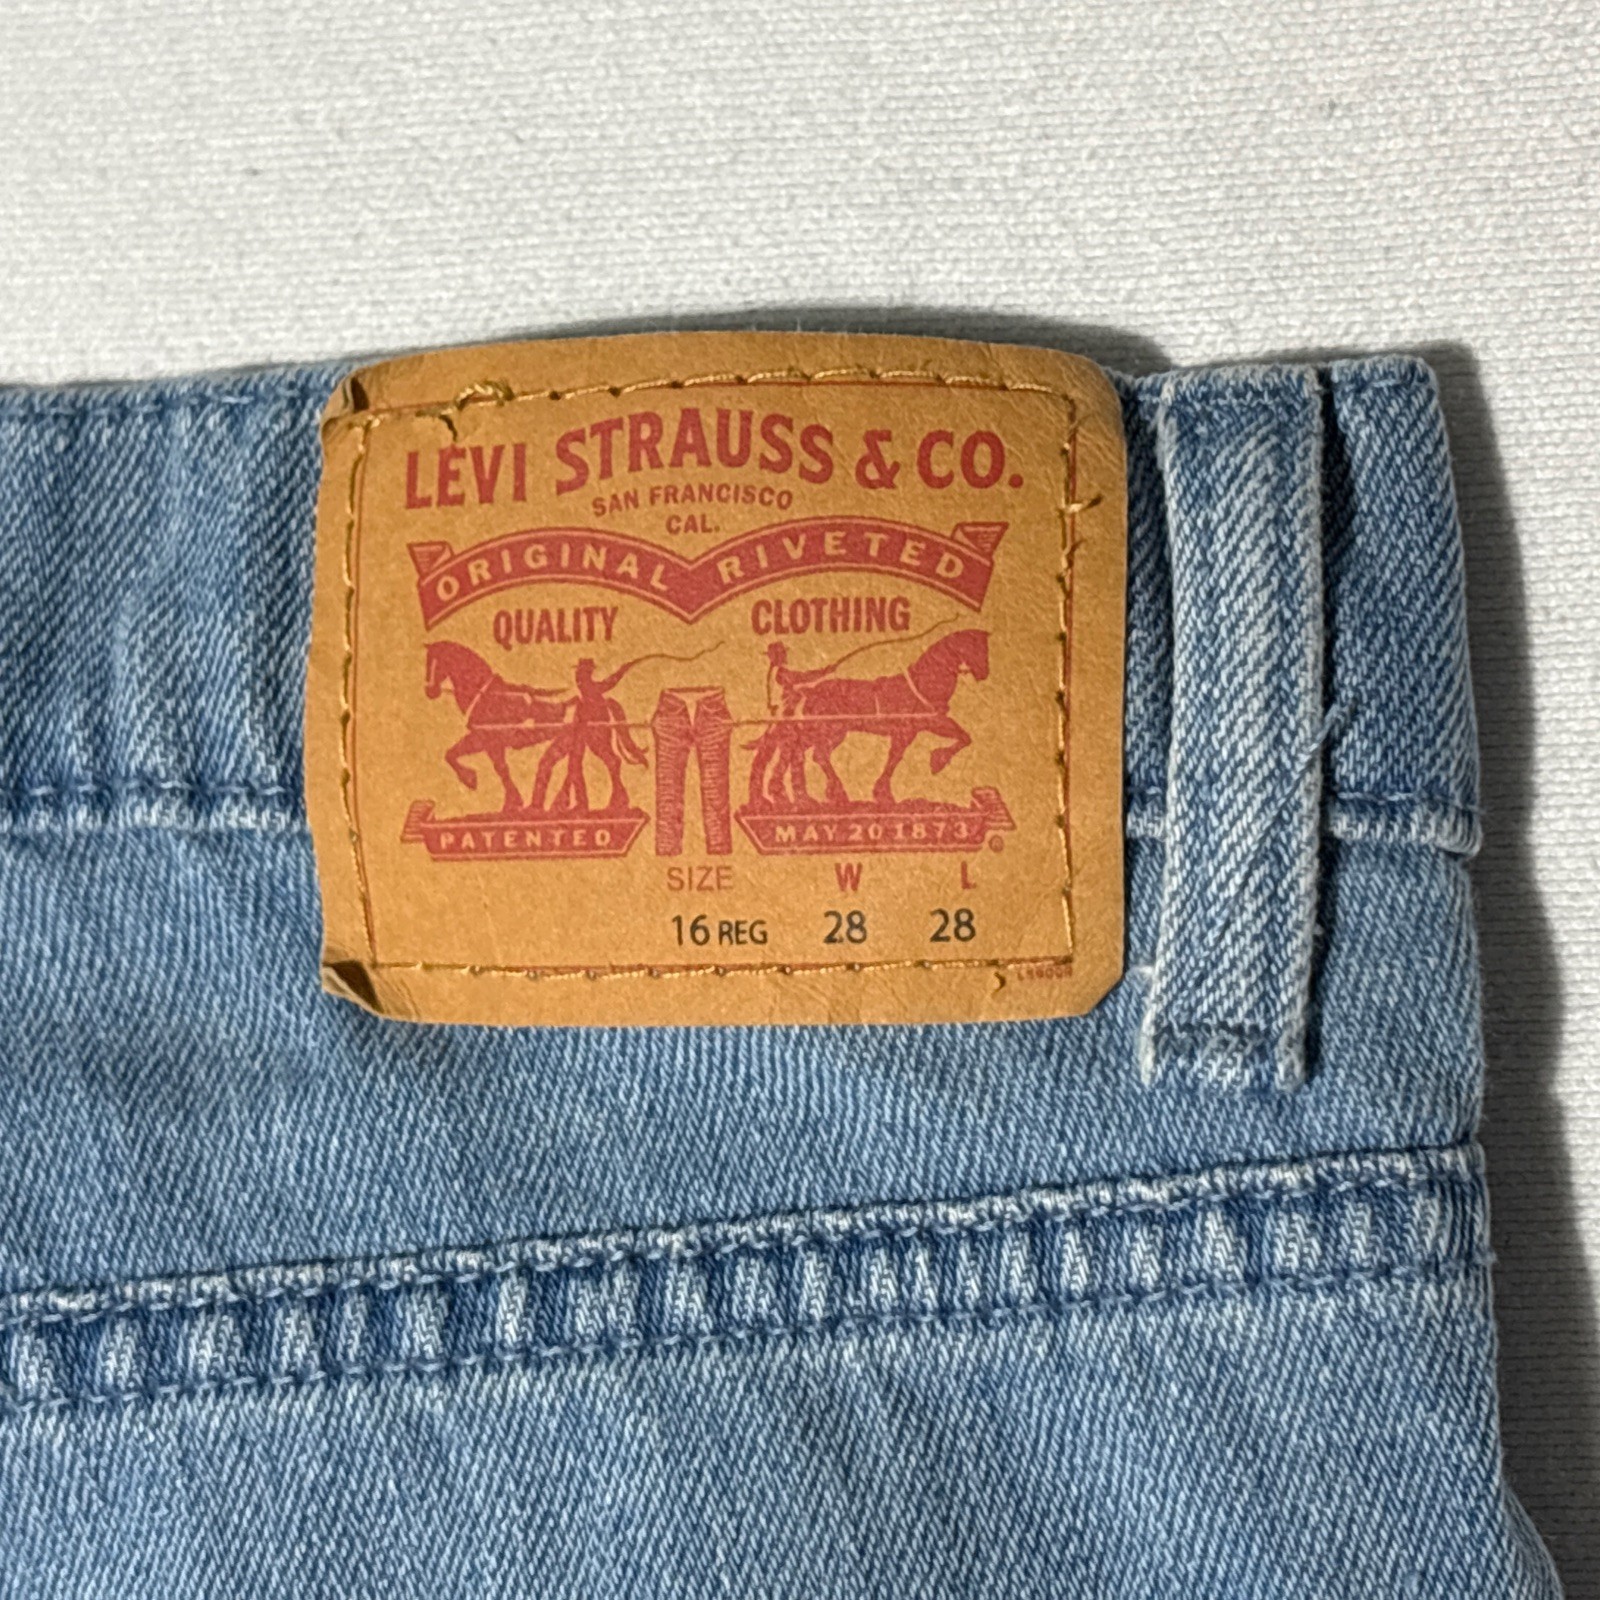 LEVI STRAUSS & CO.
SAN FRANCISCO
CAL.
ORIGINAL RIVETED
QUALITY CLOTHING
PATENTED MAY 20 1873 ®
SIZE W L
16 REG 28 28